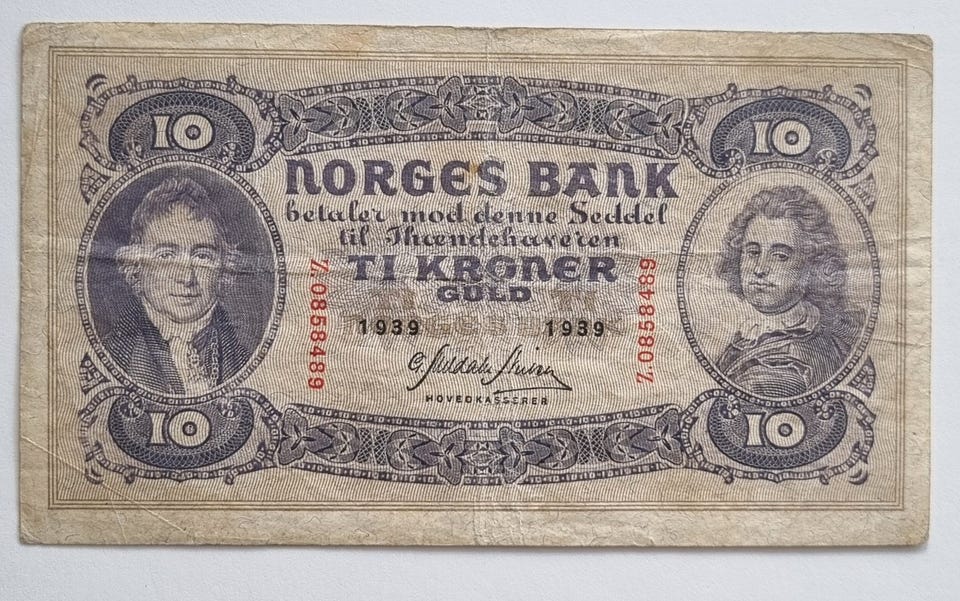 10 10
NORGES BANK
betaler mod denne Seddel
til Ihændehaveren
TI KRONER
GULD
Z.0858489
Z.0858489
1939 1939
HOVEDKASSERER
10 10